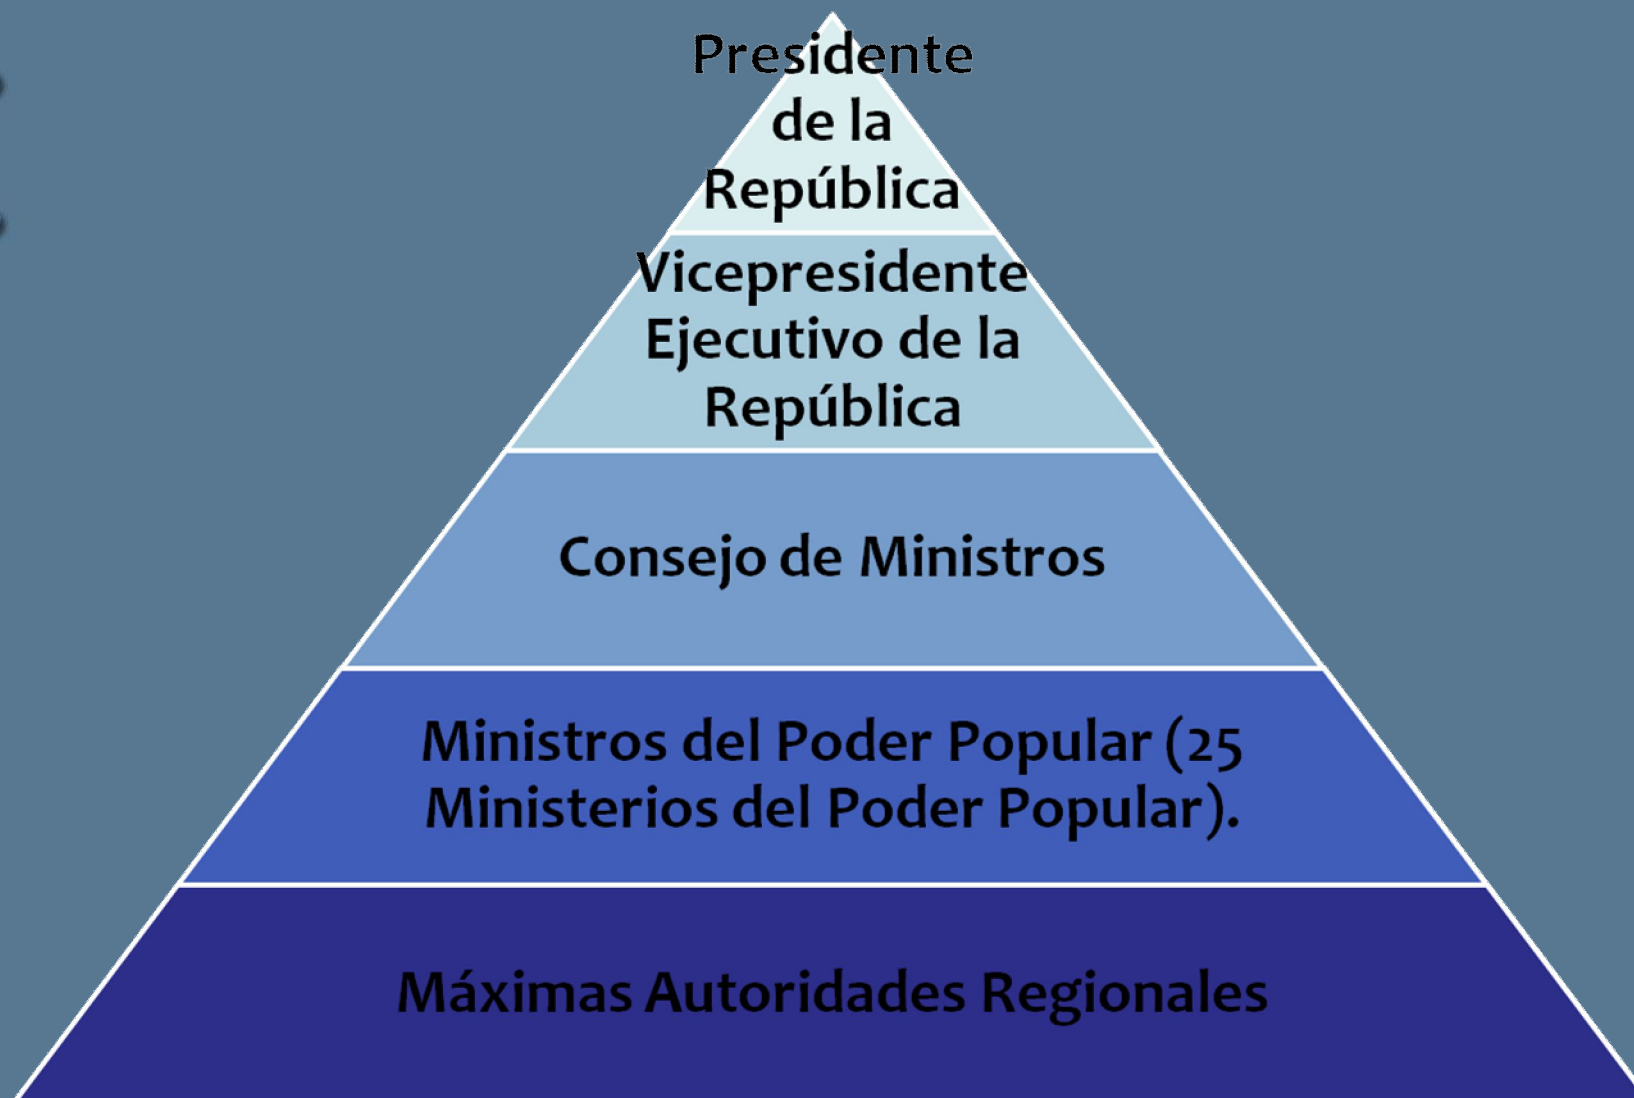 Presidente
de la
República
Vicepresidente
Ejecutivo de la
República
Consejo de Ministros
Ministros del Poder Popular (25
Ministerios del Poder Popular).
Máximas Autoridades Regionales